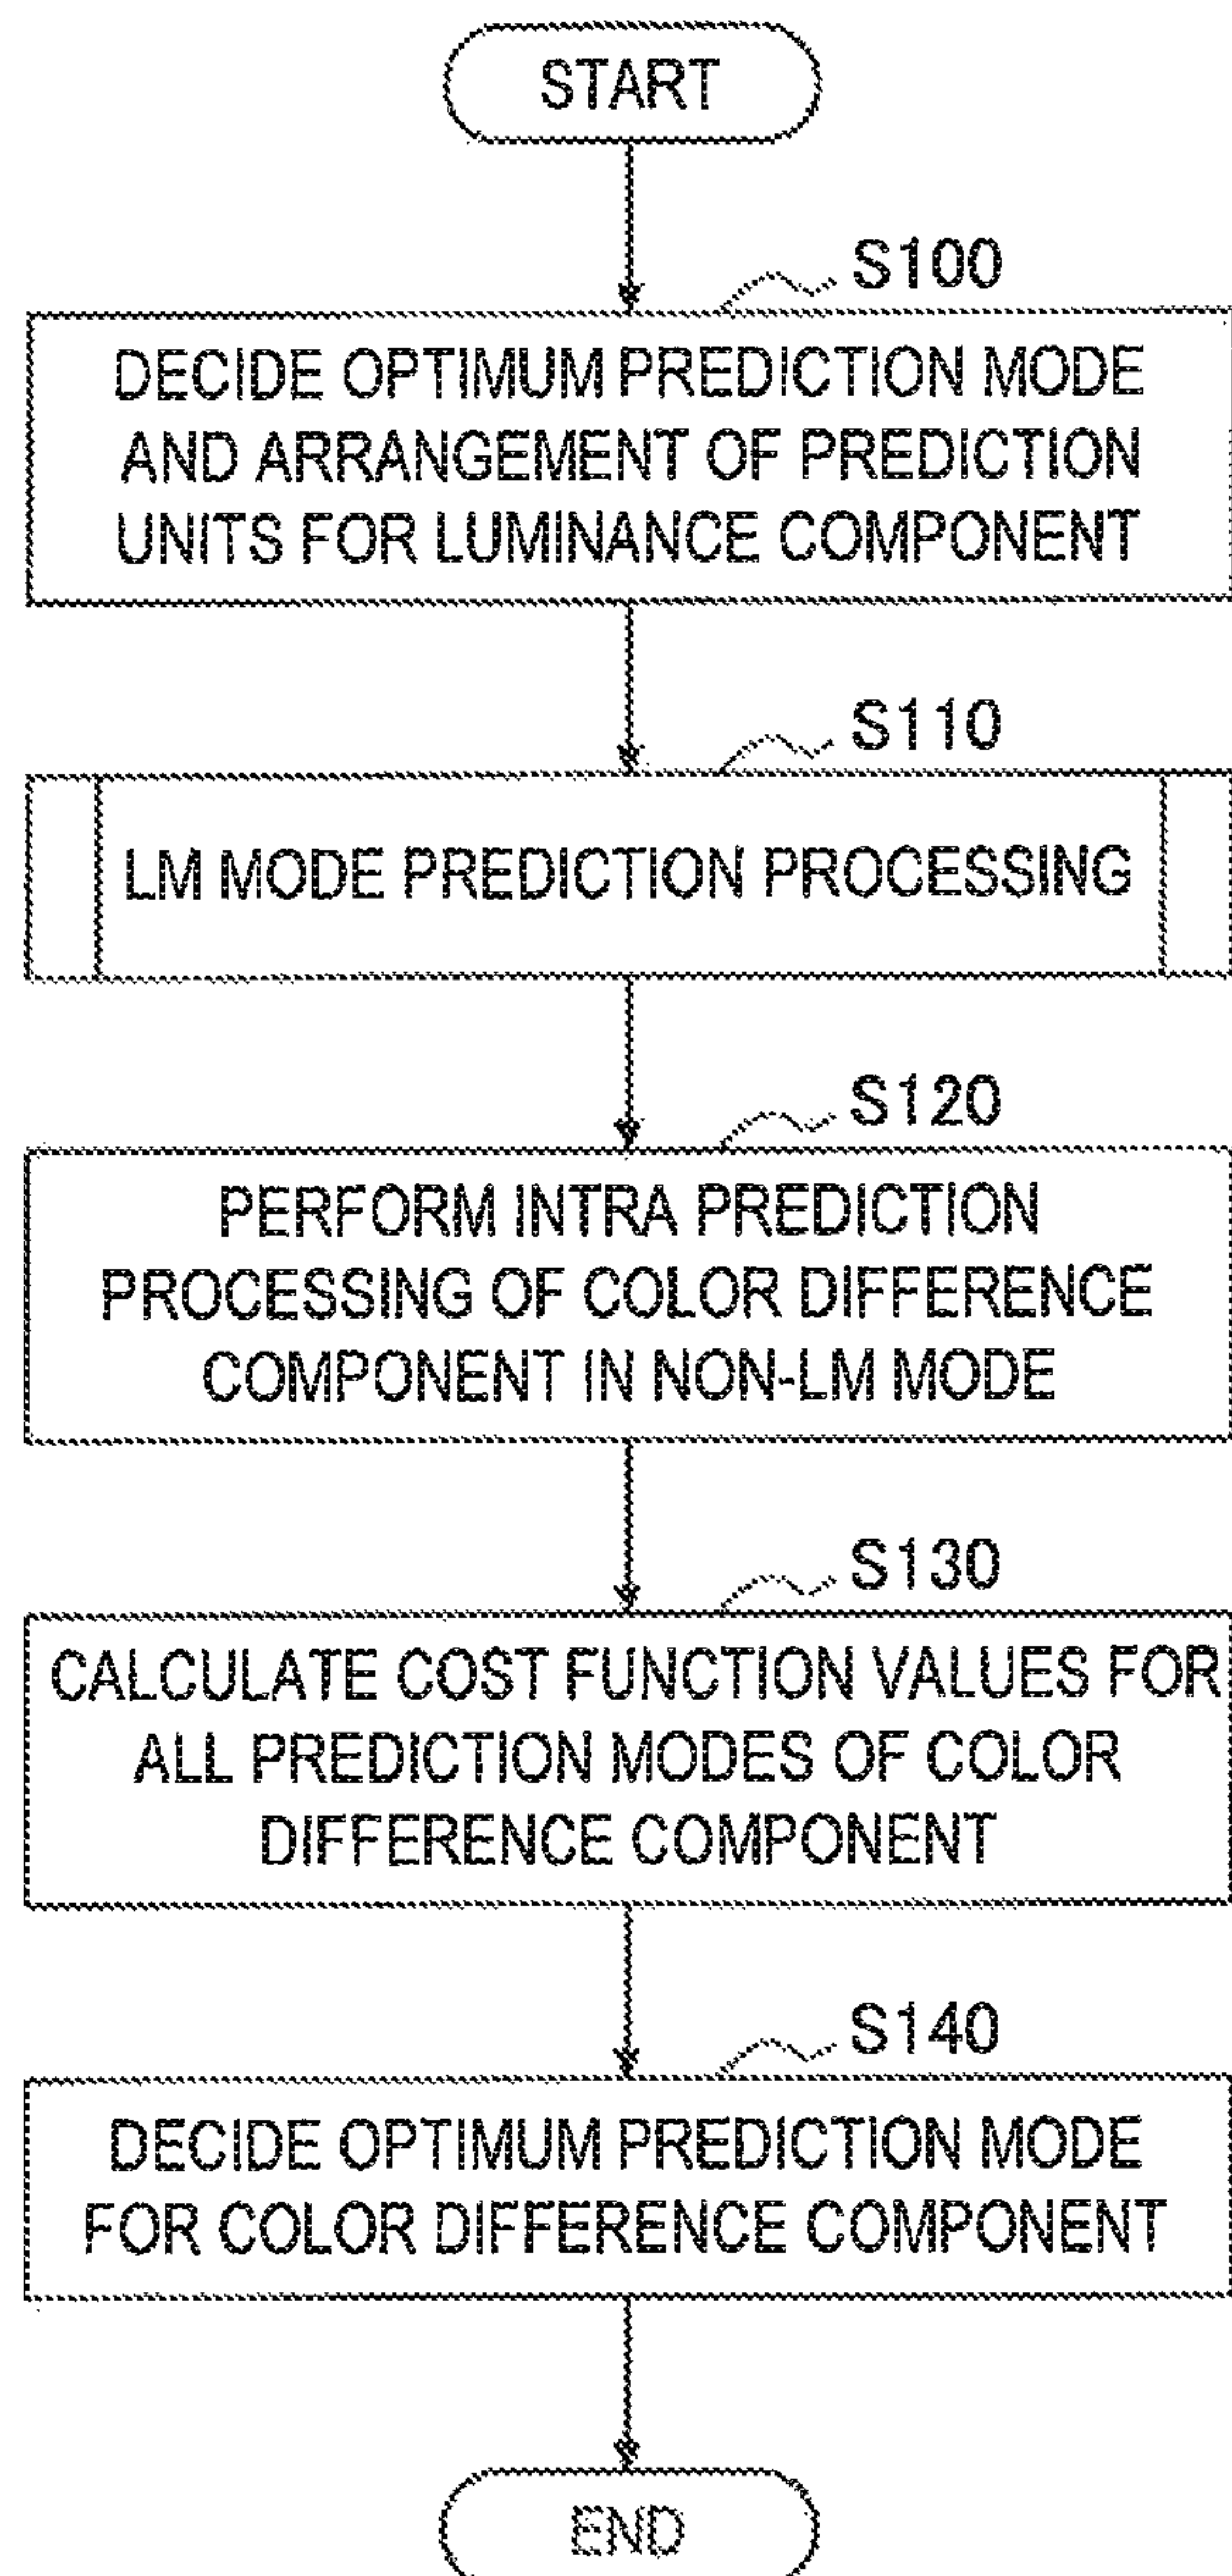 START
S100
DECIDE OPTIMUM PREDICTION MODE
AND ARRANGEMENT OF PREDICTION
UNITS FOR LUMINANCE COMPONENT
S110
LM MODE PREDICTION PROCESSING
S120
PERFORM INTRA PREDICTION
PROCESSING OF COLOR DIFFERENCE
COMPONENT IN NON-LM MODE
S130
CALCULATE COST FUNCTION VALUES FOR
ALL PREDICTION MODES OF COLOR
DIFFERENCE COMPONENT
S140
DECIDE OPTIMUM PREDICTION MODE
FOR COLOR DIFFERENCE COMPONENT
END